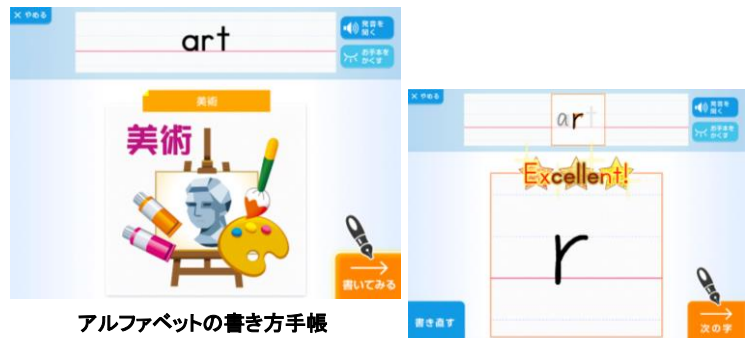 × やめる
art
発音を
聞く
お手本を
かくす
美術
美術
書いてみる
アルファベットの書き方手帳
× やめる
art
発音を
聞く
お手本を
かくす
Excellent!
r
書き直す
次の字